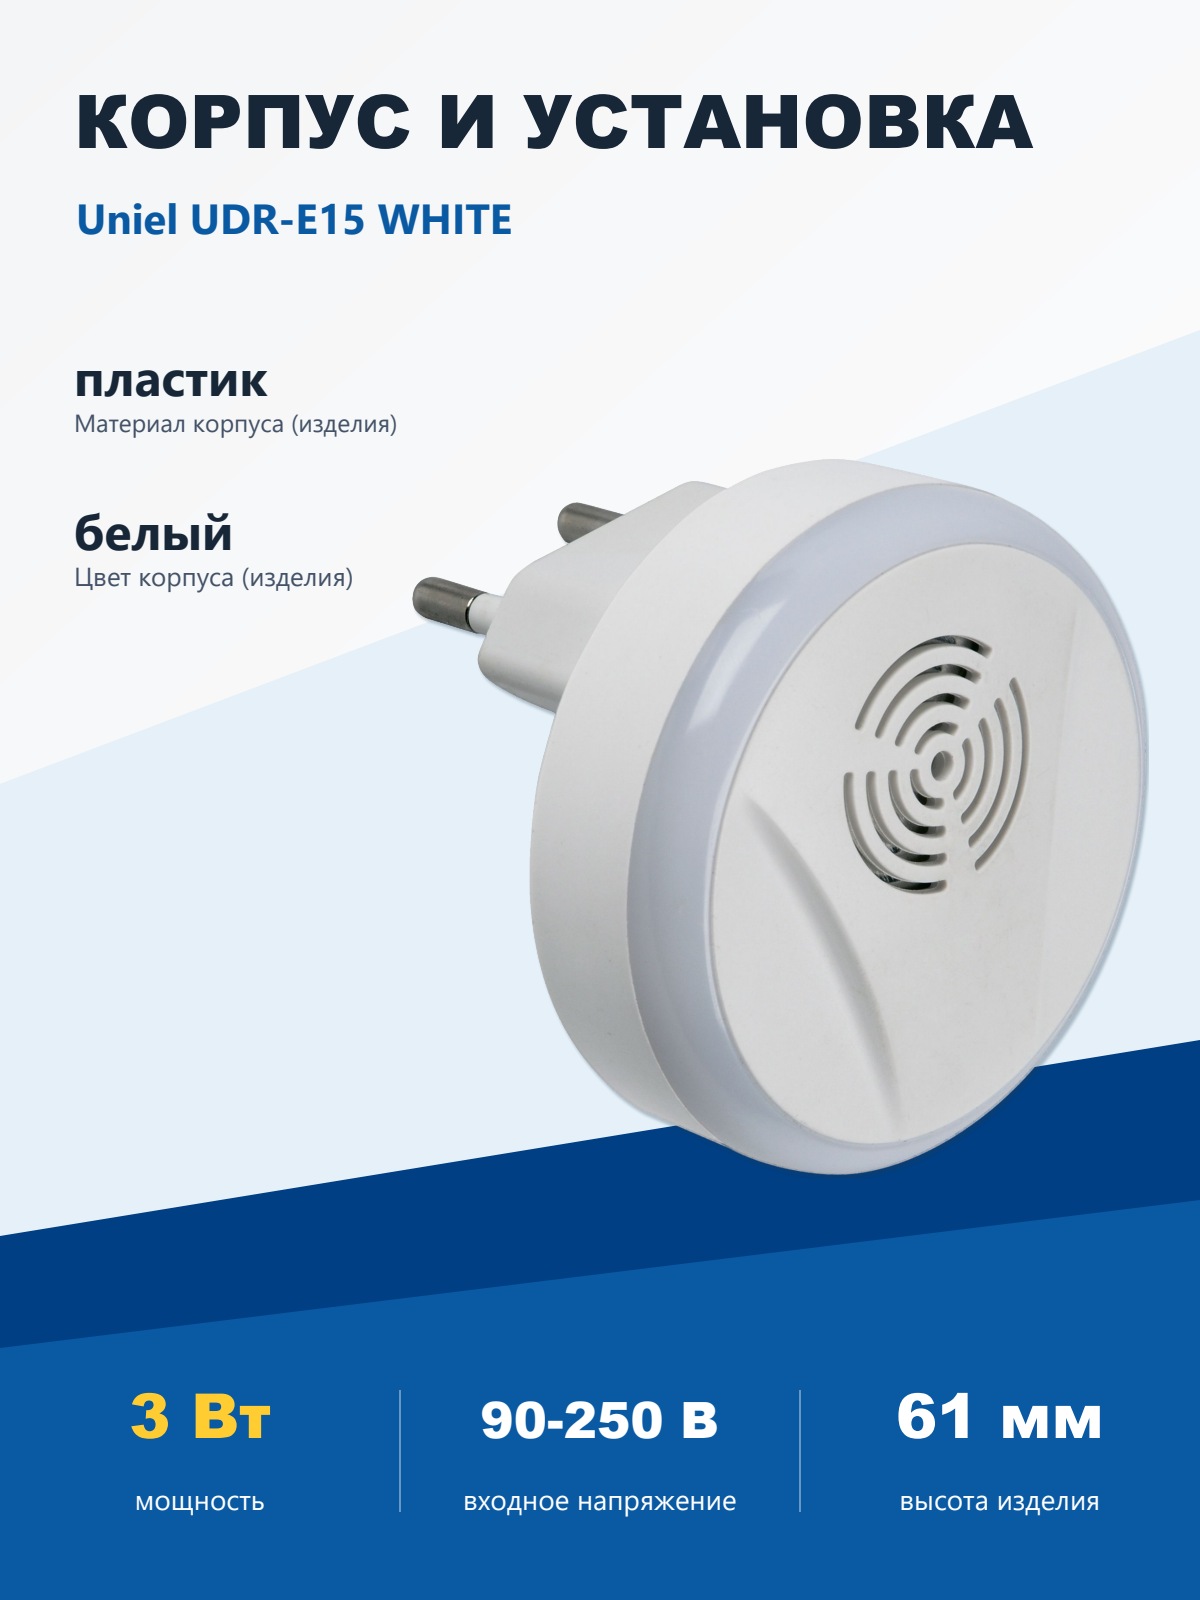 КОРПУС И УСТАНОВКА
Uniel UDR-E15 WHITE
пластик
Материал корпуса (изделия)
белый
Цвет корпуса (изделия)
3 Вт
мощность
90-250 В
входное напряжение
61 мм
высота изделия